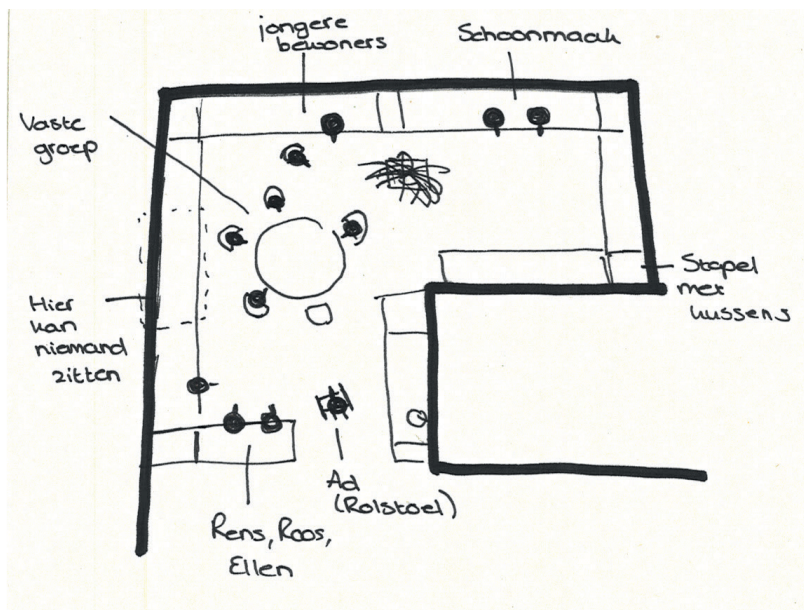 jongere
bewoners
Schoonmaak
Vaste
groep
Stapel
met
kussens
Hier
kan
niemand
zitten
Ad
(Rolstoel)
Rens, Roos,
Ellen